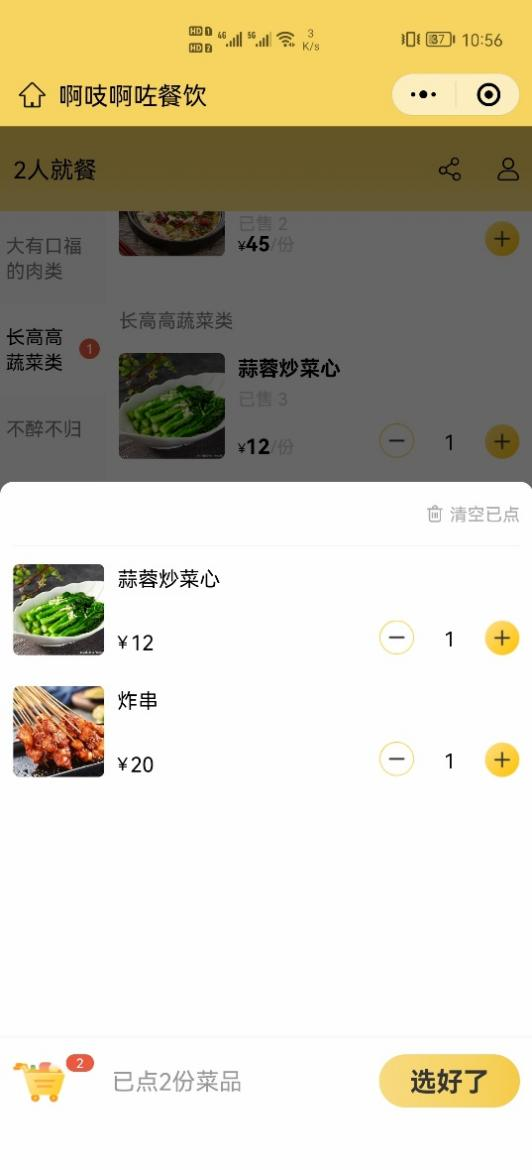 HD 1 4G 5G 3
HD 2 K/s
37 10:56
啊吱啊咗餐饮
2人就餐
大有口福
的肉类
已售 2
¥45/份
长高高蔬菜类
长高高
蔬菜类
1
蒜蓉炒菜心
已售 3
¥12/份
1
不醉不归
清空已点
蒜蓉炒菜心
¥12
1
炸串
¥20
1
2
已点2份菜品
选好了